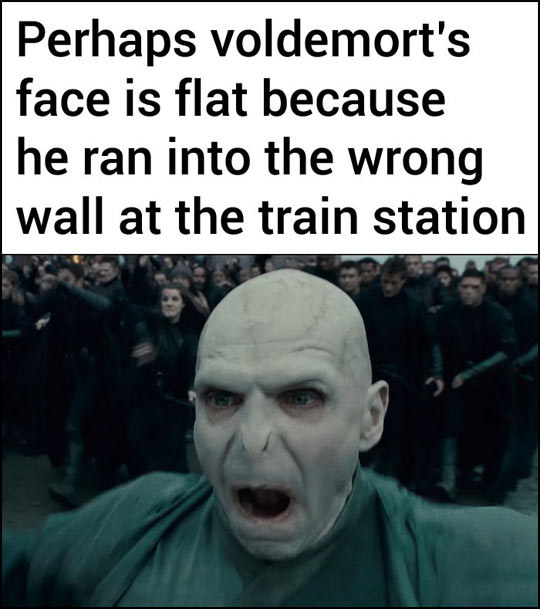 Perhaps voldemort's
face is flat because
he ran into the wrong
wall at the train station